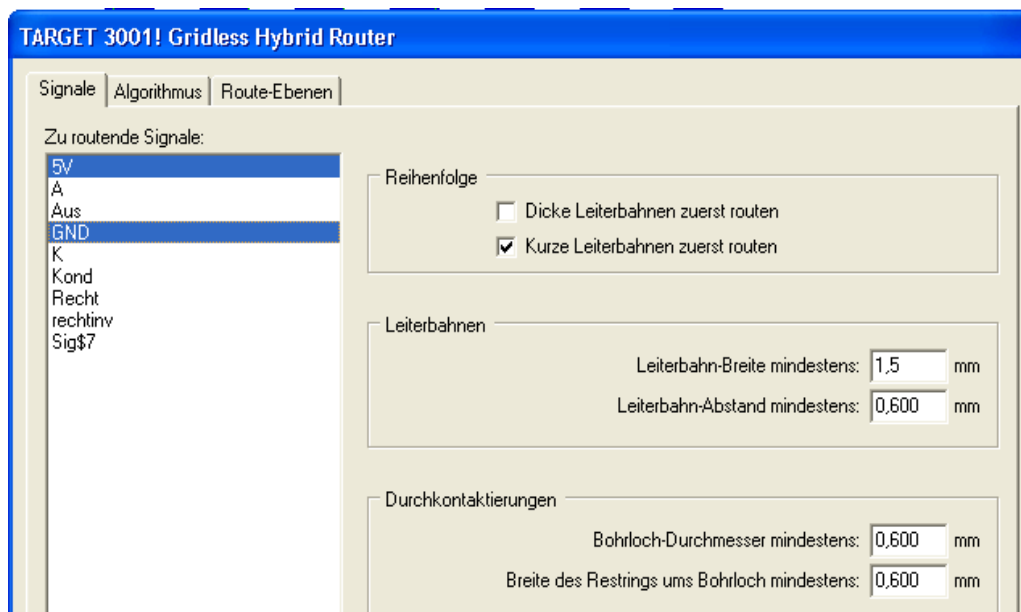 TARGET 3001! Gridless Hybrid Router
Signale Algorithmus Route-Ebenen
Zu routende Signale:
5V
A
Aus
GND
K
Kond
Recht
rechtinv
Sig$7
Reihenfolge
Dicke Leiterbahnen zuerst routen
Kurze Leiterbahnen zuerst routen
Leiterbahnen
Leiterbahn-Breite mindestens: 1,5 mm
Leiterbahn-Abstand mindestens: 0,600 mm
Durchkontaktierungen
Bohrloch-Durchmesser mindestens: 0,600 mm
Breite des Restrings ums Bohrloch mindestens: 0,600 mm